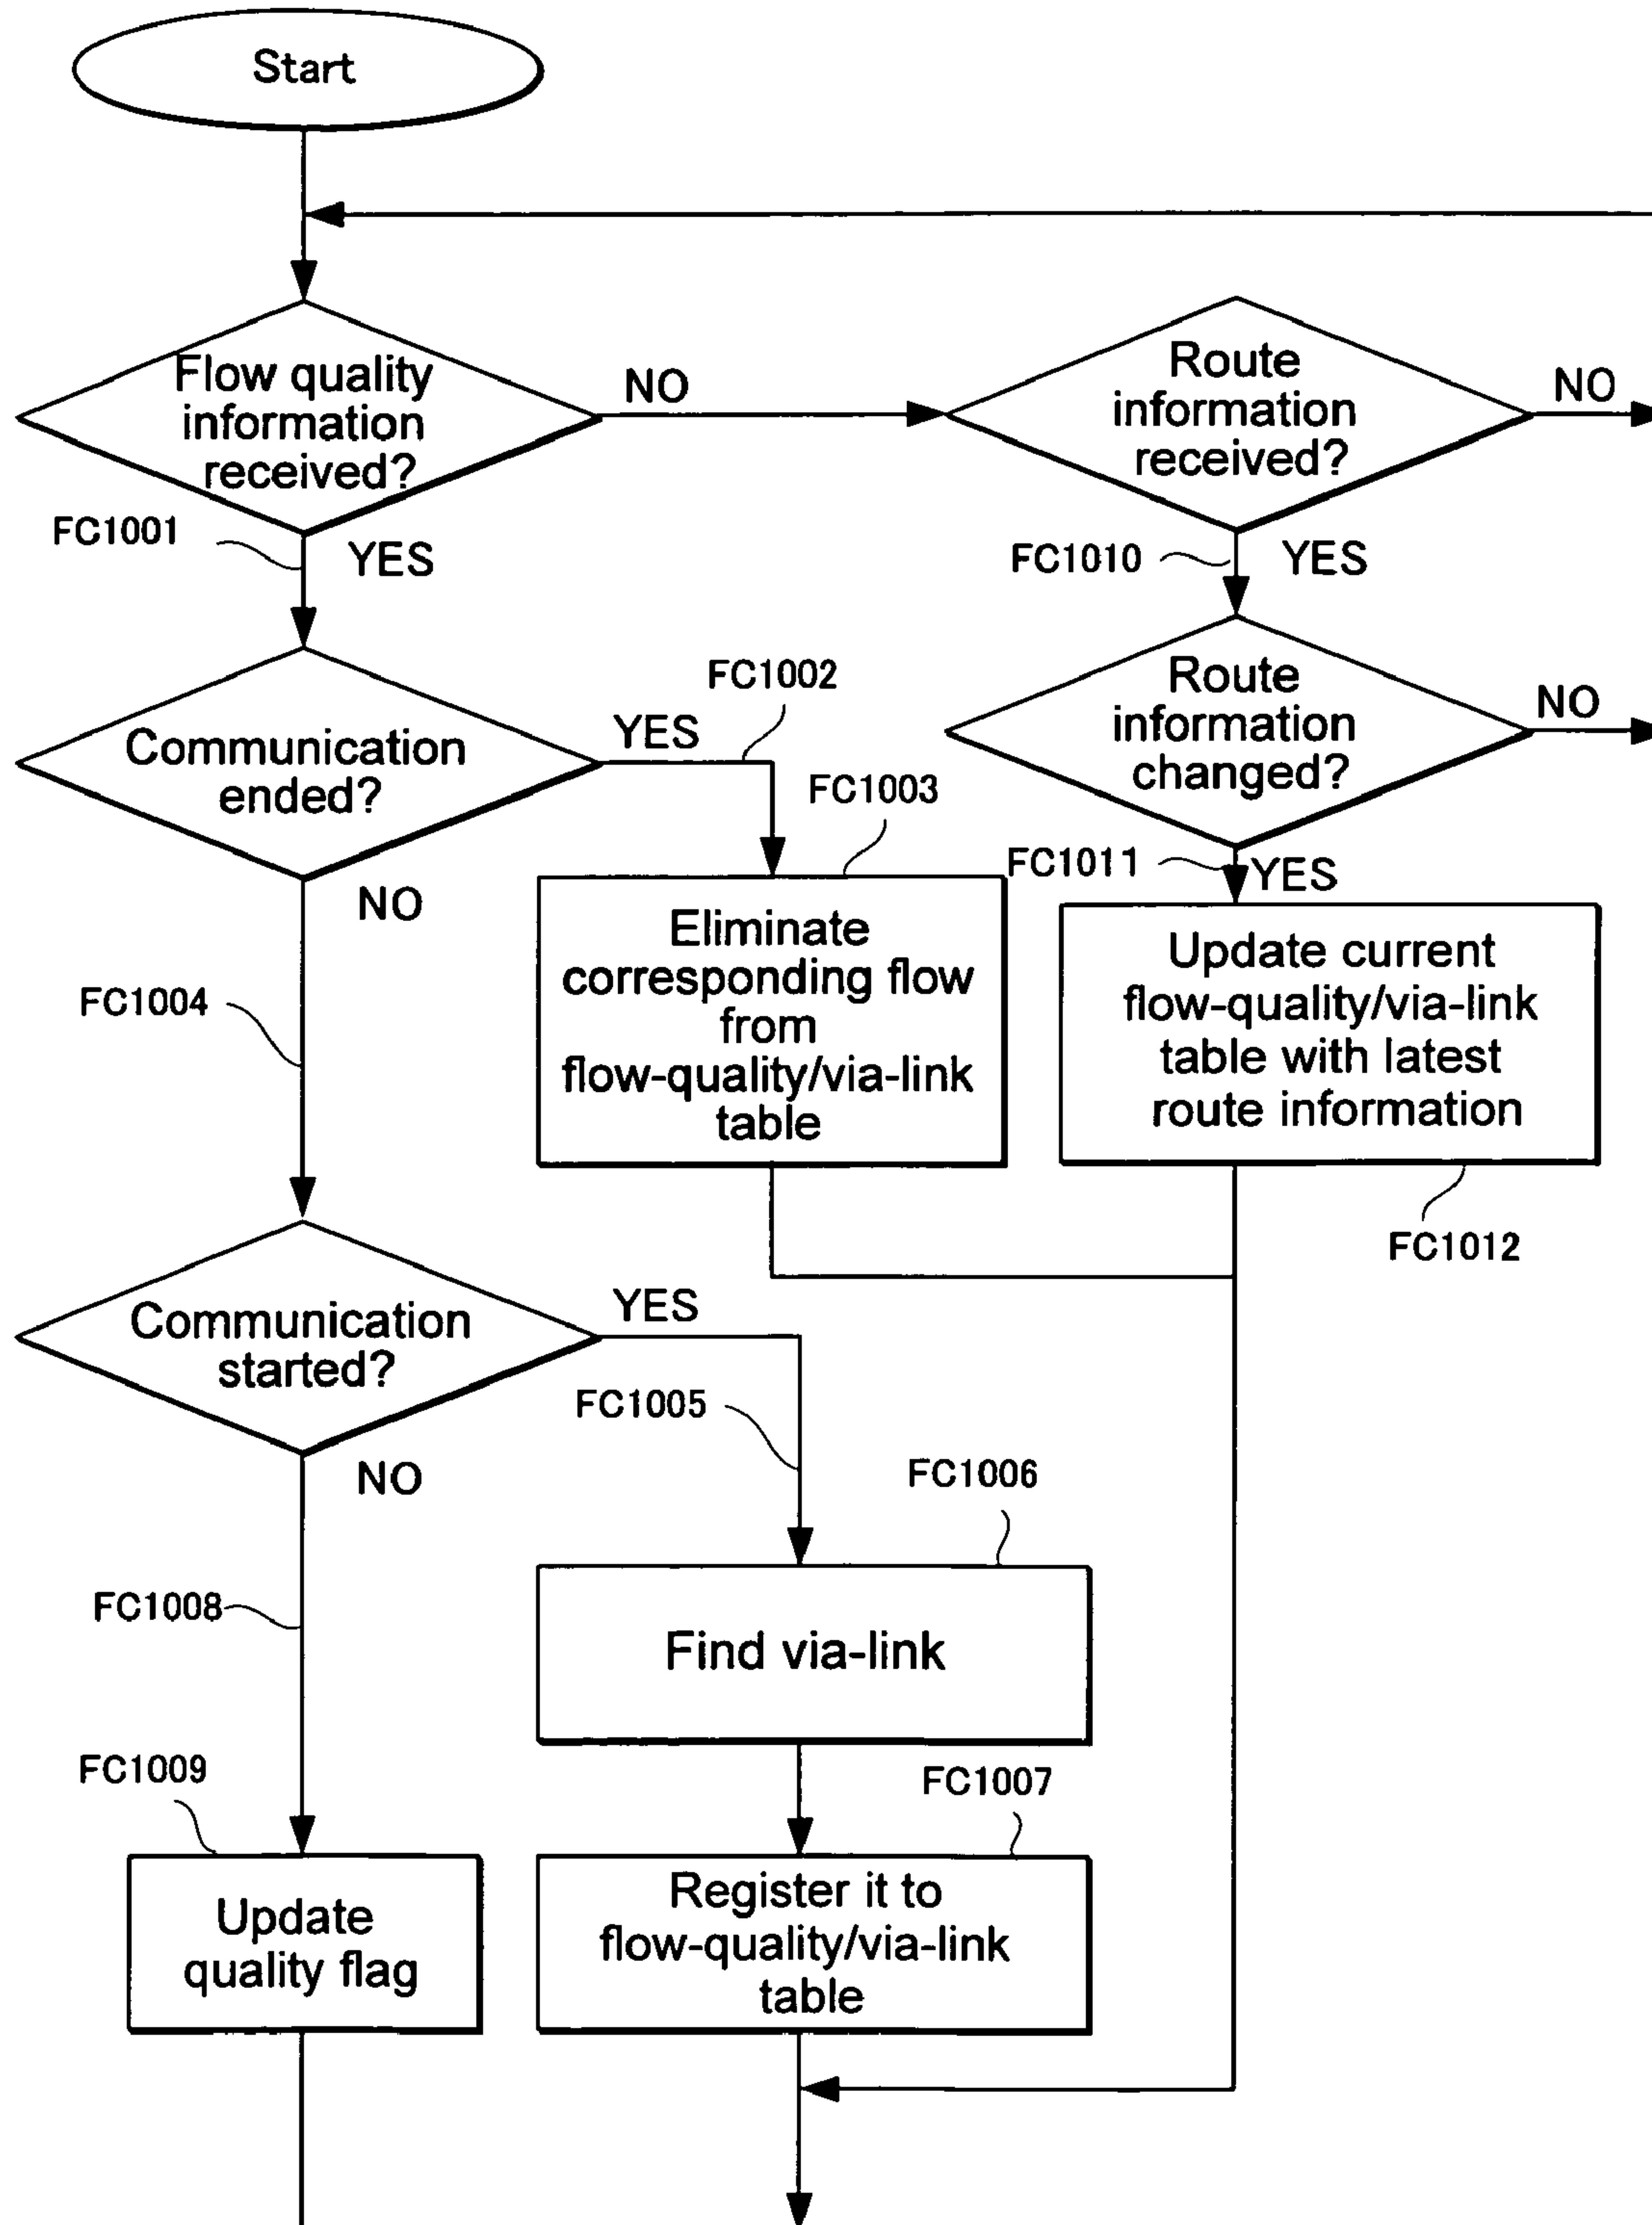 Start
Flow quality
information
received?
NO
Route
information
received?
NO
FC1001
YES
FC1010
YES
Communication
ended?
YES
FC1002
Route
information
changed?
NO
FC1003
FC1011
YES
NO
Eliminate
corresponding flow
from
flow-quality/via-link
table
Update current
flow-quality/via-link
table with latest
route information
FC1004
FC1012
Communication
started?
YES
FC1005
NO
FC1006
Find via-link
FC1008
FC1009
FC1007
Update
quality flag
Register it to
flow-quality/via-link
table